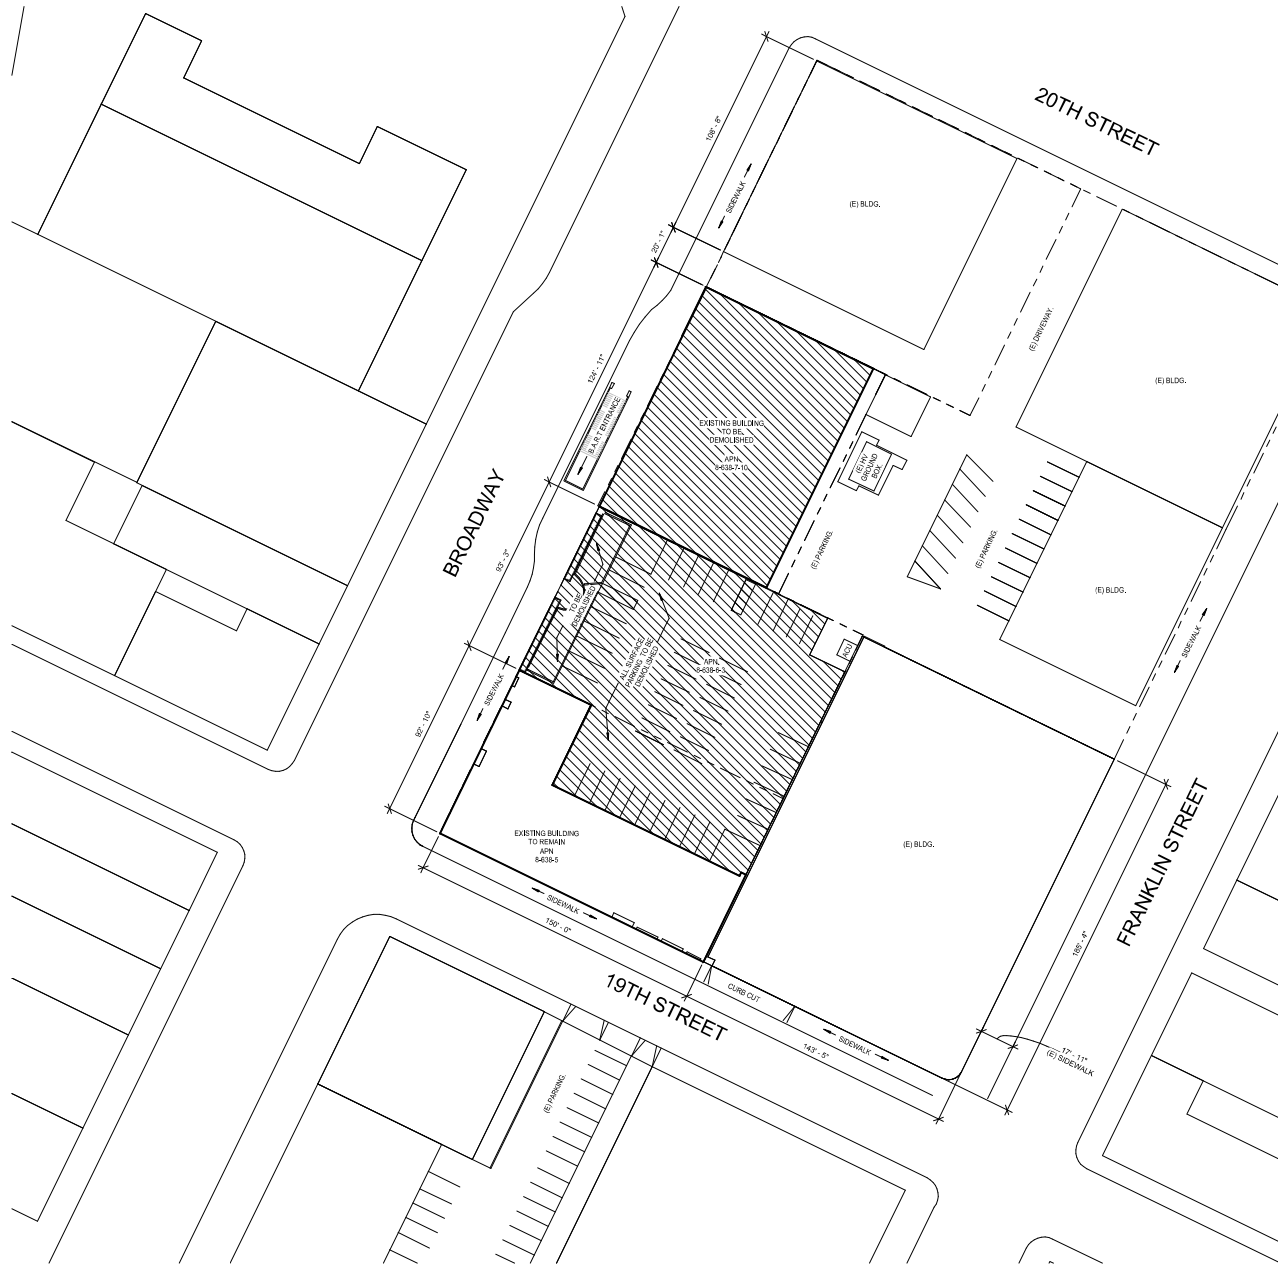 20TH STREET
108' - 8"
SIDEWALK
(E) BLDG.
20' - 1"
(E) DRIVEWAY.
124' - 11"
(E) BLDG.
B.A.R.T ENTRANCE
EXISTING BUILDING
TO BE
DEMOLISHED
APN
8-638-7-10
(E) HV
GROUND
BOX
BROADWAY
(E) PARKING.
(E) PARKING.
93' - 3"
TO BE
DEMOLISHED
(E) BLDG.
ALL SURFACE
PARKING TO BE
DEMOLISHED
APN
8-638-6-3
ACU
SIDEWALK
SIDEWALK
92' - 10"
EXISTING BUILDING
TO REMAIN
APN
8-638-5
(E) BLDG.
FRANKLIN STREET
SIDEWALK
150' - 0"
185' - 4"
CURB CUT
19TH STREET
SIDEWALK
143' - 5"
17' - 11"
(E) SIDEWALK
(E) PARKING.